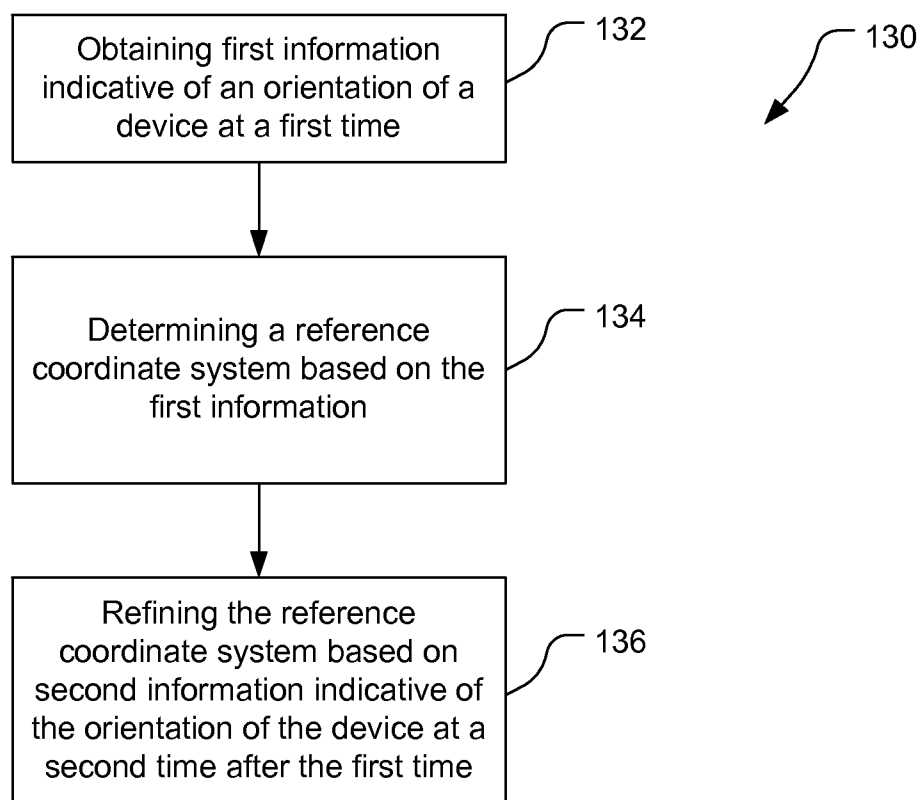 Obtaining first information
indicative of an orientation of a
device at a first time
132
130
Determining a reference
coordinate system based on the
first information
134
Refining the reference
coordinate system based on
second information indicative of
the orientation of the device at a
second time after the first time
136